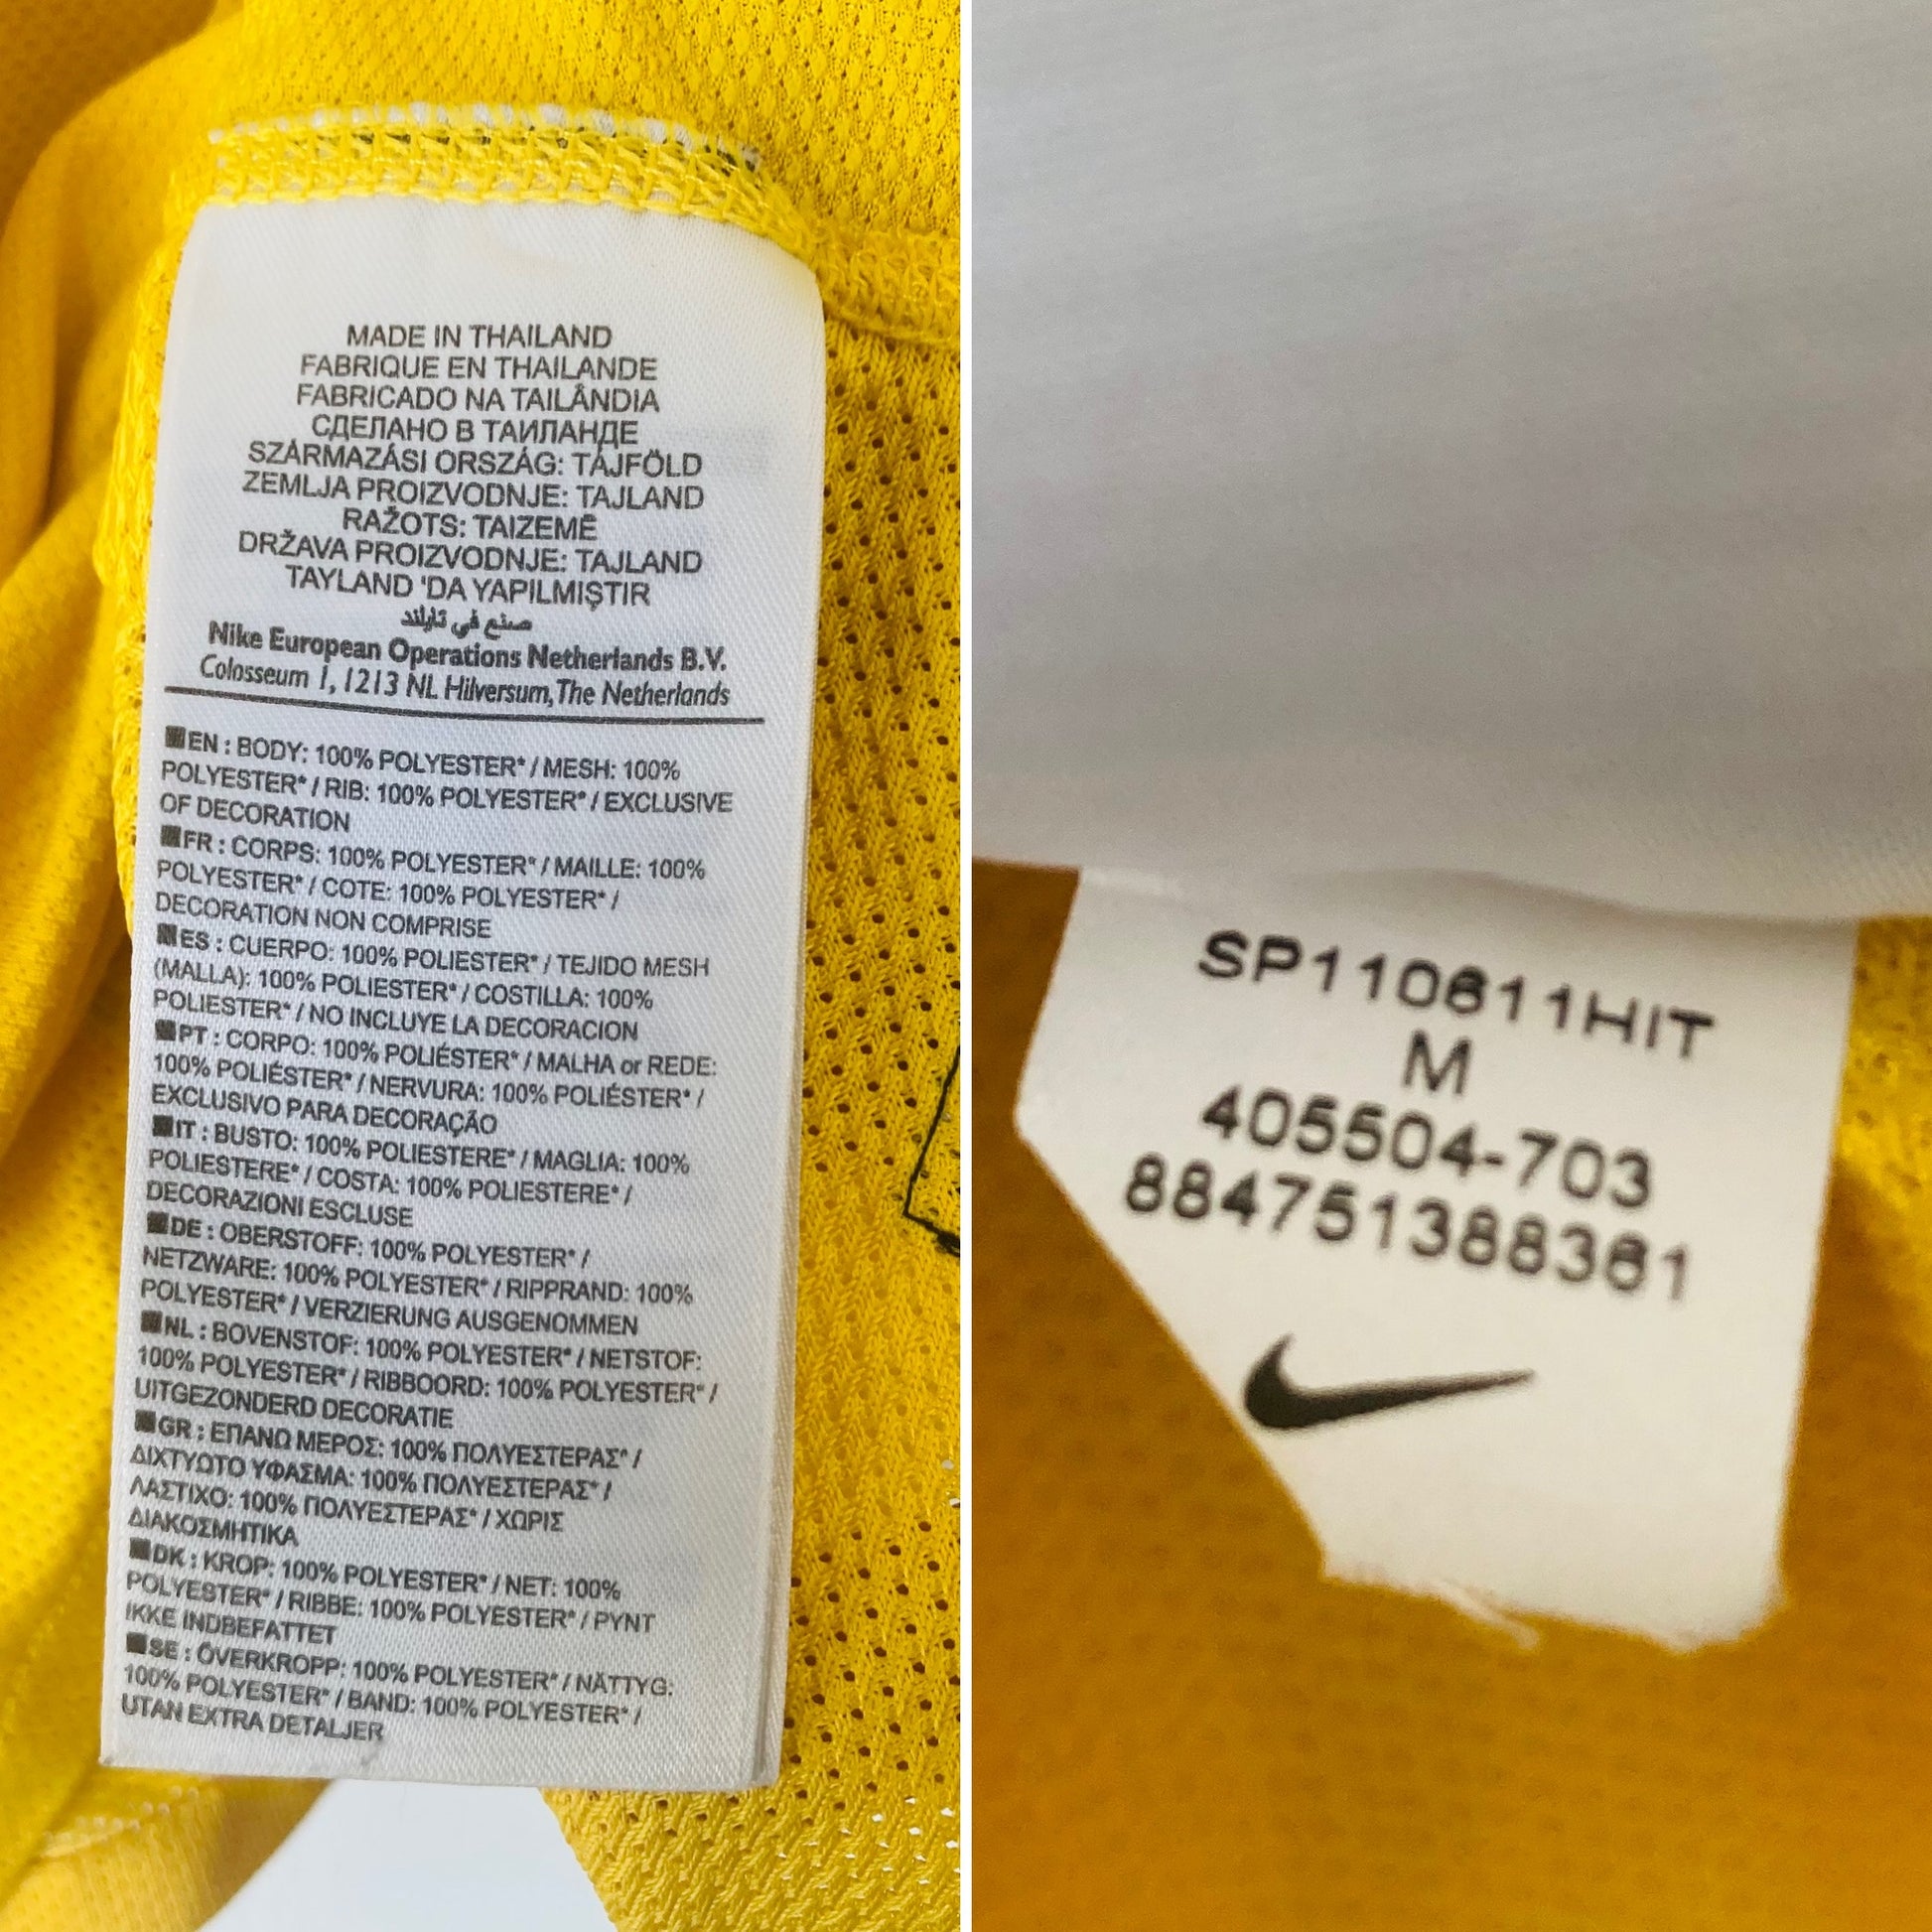 MADE IN THAILAND
FABRIQUE EN THAILANDE
FABRICADO NA TAILÂNDIA
СДЕЛАНО В ТАИЛАНДЕ
SZÁRMAZÁSI ORSZÁG: TÁJFÖLD
ZEMLJA PROIZVODNJE: TAJLAND
RAŽOTS: TAIZEMĒ
DRŽAVA PROIZVODNJE: TAJLAND
TAYLAND 'DA YAPILMIŞTIR
صنع في تايلند
Nike European Operations Netherlands B.V.
Colosseum 1, 1213 NL Hilversum, The Netherlands
EN : BODY: 100% POLYESTER* / MESH: 100%
POLYESTER* / RIB: 100% POLYESTER* / EXCLUSIVE
OF DECORATION
FR : CORPS: 100% POLYESTER* / MAILLE: 100%
POLYESTER* / COTE: 100% POLYESTER* /
DECORATION NON COMPRISE
ES : CUERPO: 100% POLIESTER* / TEJIDO MESH
(MALLA): 100% POLIESTER* / COSTILLA: 100%
POLIESTER* / NO INCLUYE LA DECORACION
PT : CORPO: 100% POLIÉSTER* / MALHA or REDE:
100% POLIÉSTER* / NERVURA: 100% POLIÉSTER* /
EXCLUSIVO PARA DECORAÇÃO
IT : BUSTO: 100% POLIESTERE* / MAGLIA: 100%
POLIESTERE* / COSTA: 100% POLIESTERE* /
DECORAZIONI ESCLUSE
DE : OBERSTOFF: 100% POLYESTER* /
NETZWARE: 100% POLYESTER* / RIPPRAND: 100%
POLYESTER* / VERZIERUNG AUSGENOMMEN
NL : BOVENSTOF: 100% POLYESTER* / NETSTOF:
100% POLYESTER* / RIBBOORD: 100% POLYESTER* /
UITGEZONDERD DECORATIE
GR : ΕΠΑΝΩ ΜΕΡΟΣ: 100% ΠΟΛΥΕΣΤΕΡΑΣ* /
ΔΙΧΤΥΩΤΟ ΥΦΑΣΜΑ: 100% ΠΟΛΥΕΣΤΕΡΑΣ* /
ΛΑΣΤΙΧΟ: 100% ΠΟΛΥΕΣΤΕΡΑΣ* / ΧΩΡΙΣ
ΔΙΑΚΟΣΜΗΤΙΚΑ
DK : KROP: 100% POLYESTER* / NET: 100%
POLYESTER* / RIBBE: 100% POLYESTER* / PYNT
IKKE INDBEFATTET
SE : ÖVERKROPP: 100% POLYESTER* / NÄTTYG:
100% POLYESTER* / BAND: 100% POLYESTER* /
UTAN EXTRA DETALJER
SP110611HIT
M
405504-703
884751388381